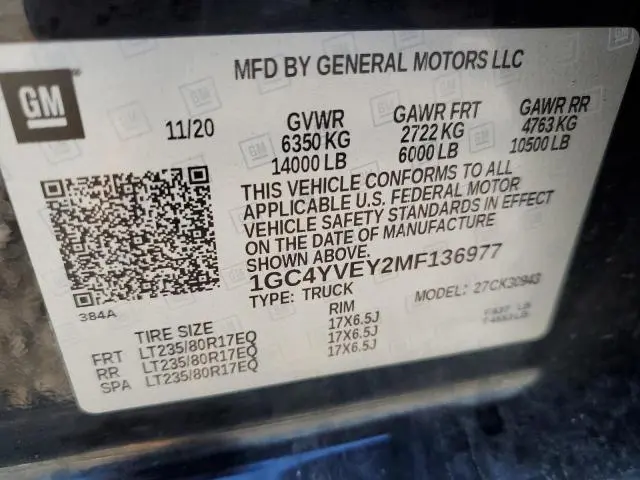 GM
MFD BY GENERAL MOTORS LLC
11/20 GVWR GAWR FRT GAWR RR
6350 KG 2722 KG 4763 KG
14000 LB 6000 LB 10500 LB
THIS VEHICLE CONFORMS TO ALL
APPLICABLE U.S. FEDERAL MOTOR
VEHICLE SAFETY STANDARDS IN EFFECT
ON THE DATE OF MANUFACTURE
SHOWN ABOVE.
1GC4YVEY2MF136977
384A
TYPE: TRUCK MODEL: 27CK30943
TIRE SIZE RIM
FRT LT235/80R17EQ 17X6.5J
RR LT235/80R17EQ 17X6.5J
SPA LT235/80R17EQ 17X6.5J